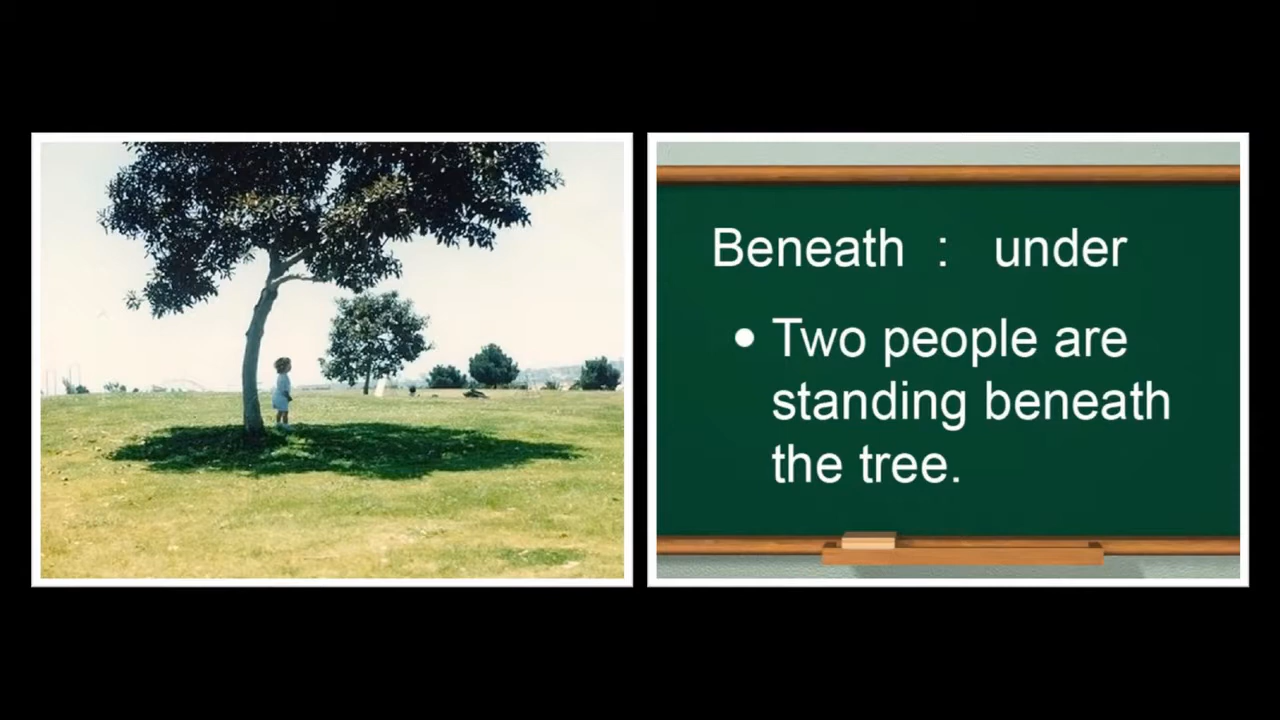 Beneath : under
• Two people are
standing beneath
the tree.